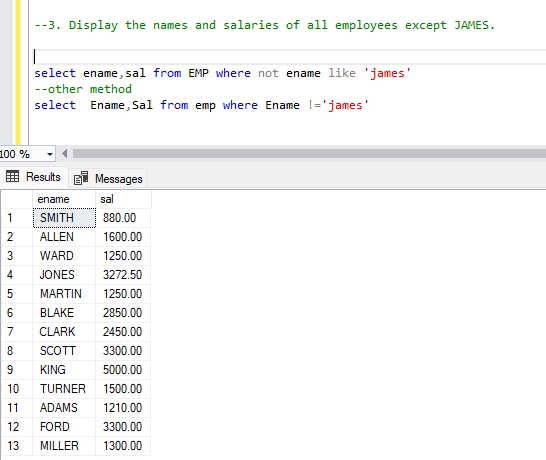 --3. Display the names and salaries of all employees except JAMES.
select ename,sal from EMP where not ename like 'james'
--other method
select  Ename,Sal from emp where Ename !='james'
100 %
Results Messages
ename sal
1 SMITH 880.00
2 ALLEN 1600.00
3 WARD 1250.00
4 JONES 3272.50
5 MARTIN 1250.00
6 BLAKE 2850.00
7 CLARK 2450.00
8 SCOTT 3300.00
9 KING 5000.00
10 TURNER 1500.00
11 ADAMS 1210.00
12 FORD 3300.00
13 MILLER 1300.00